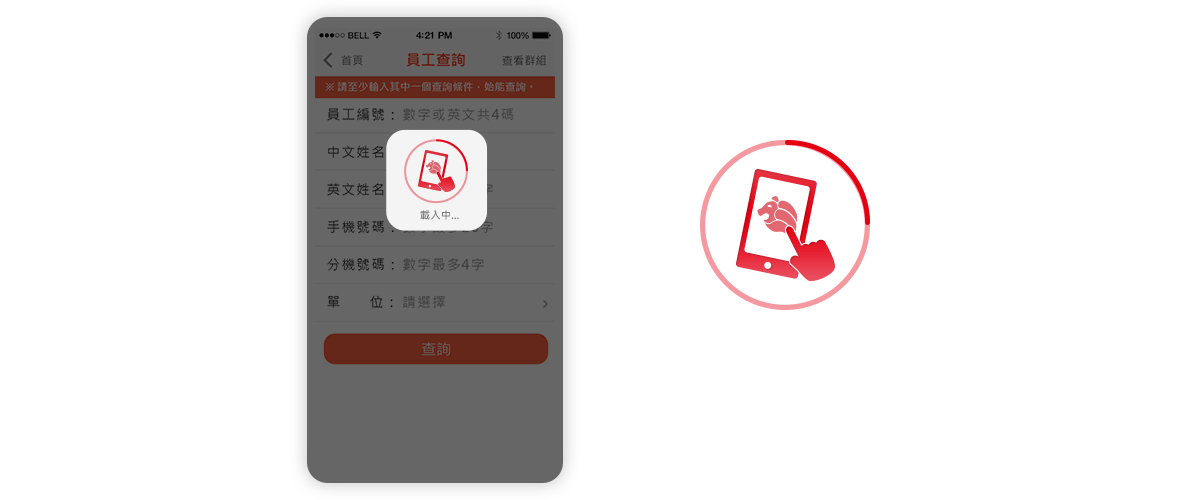 BELL 4:21 PM 100%
首頁 員工查詢 查看群組
※ 請至少輸入其中一個查詢條件，始能查詢。
員工編號： 數字或英文共4碼
中文姓名
英文姓名 字
載入中...
手機號碼
分機號碼： 數字最多4字
單 位： 請選擇
查詢